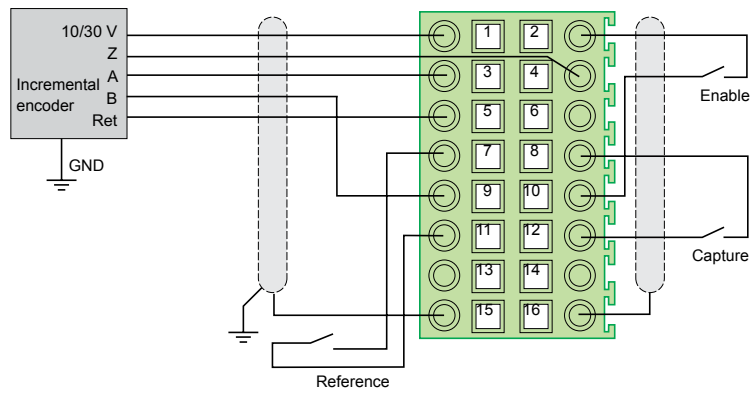 10/30 V
Z
A
Incremental
encoder
B
Ret
GND
1 2
3 4
5 6
7 8
9 10
11 12
13 14
15 16
Enable
Capture
Reference